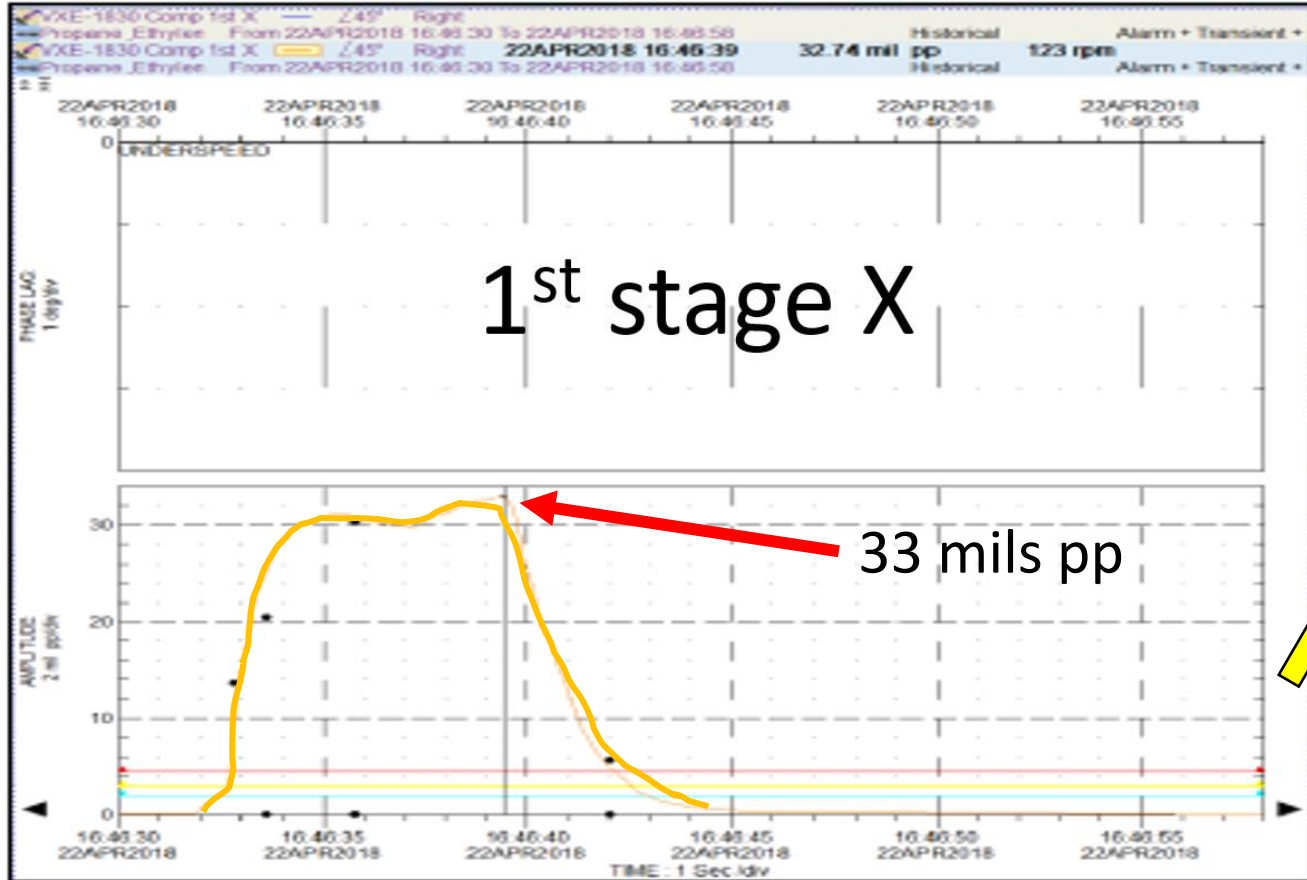 VXE-1830 Comp 1st X ∠45° Right
Propane ,Ethylen From 22APR2018 16:46:30 To 22APR2018 16:46:58 Historical Alarm + Transient +
VXE-1830 Comp 1st X ∠45° Right 22APR2018 16:46:39 32.74 mil pp 123 rpm
Propane ,Ethylen From 22APR2018 16:46:30 To 22APR2018 16:46:58 Historical Alarm + Transient +
22APR2018 22APR2018 22APR2018 22APR2018 22APR2018 22APR2018
16:46:30 16:46:35 16:46:40 16:46:45 16:46:50 16:46:55
0
UNDERSPEED
PHASE LAG:
1 deg/div
1st stage X
30
20
10
0
AMPLITUDE
2 mil pp/div
33 mils pp
16:46:30 16:46:35 16:46:40 16:46:45 16:46:50 16:46:55
22APR2018 22APR2018 22APR2018 22APR2018 22APR2018 22APR2018
TIME : 1 Sec /div